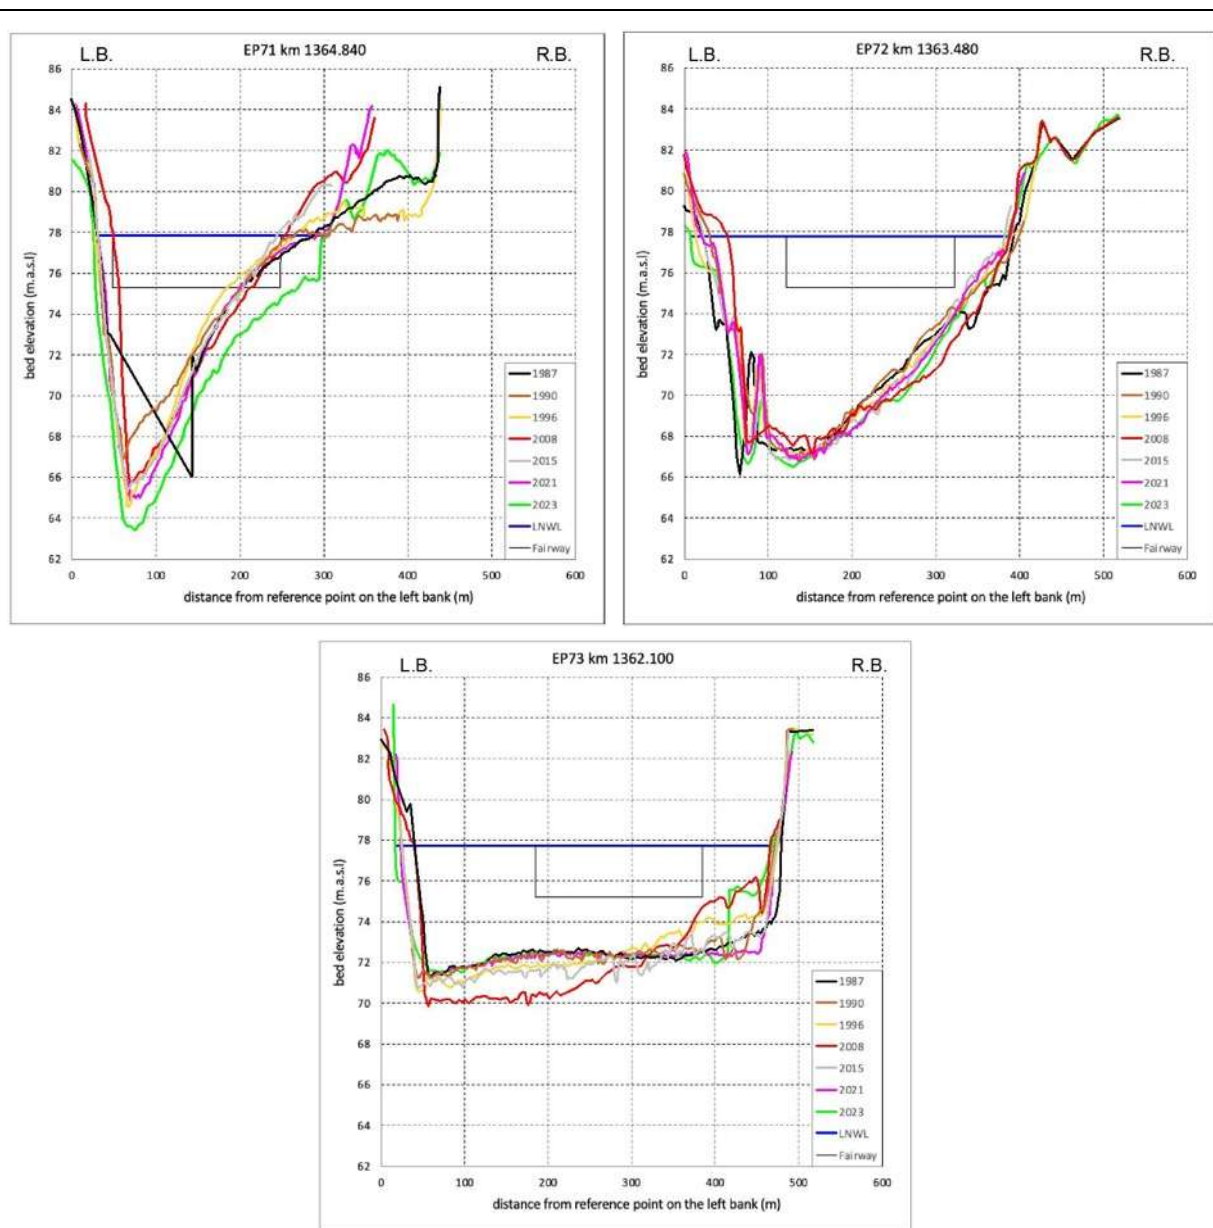 L.B.
EP71 km 1364.840
R.B.
bed elevation (m.a.s.l)
86
84
82
80
78
76
74
72
70
68
66
64
62
0 100 200 300 400 500 600
distance from reference point on the left bank (m)
1987
1990
1996
2008
2015
2021
2023
LNWL
Fairway
L.B.
EP72 km 1363.480
R.B.
bed elevation (m.a.s.l)
86
84
82
80
78
76
74
72
70
68
66
64
62
0 100 200 300 400 500 600
distance from reference point on the left bank (m)
1987
1990
1996
2008
2015
2021
2023
LNWL
Fairway
L.B.
EP73 km 1362.100
R.B.
bed elevation (m.a.s.l)
86
84
82
80
78
76
74
72
70
68
66
64
62
0 100 200 300 400 500 600
distance from reference point on the left bank (m)
1987
1990
1996
2008
2015
2021
2023
LNWL
Fairway